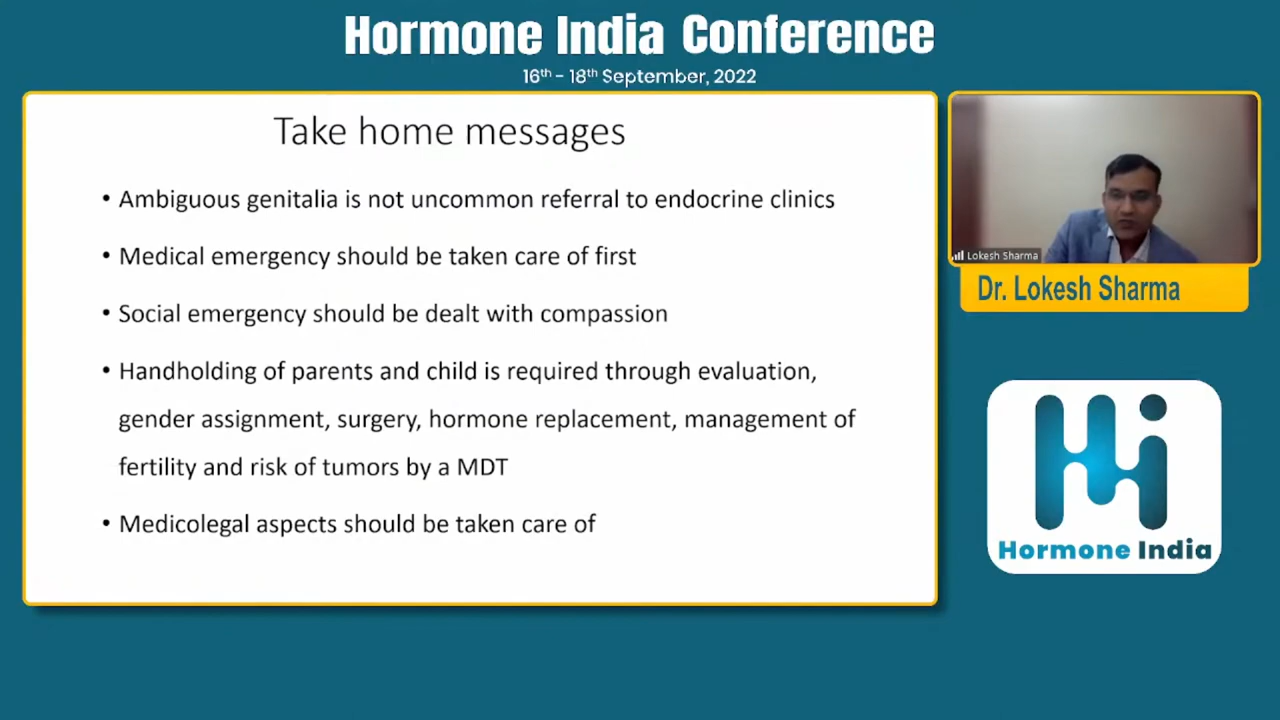 Hormone India Conference
16th - 18th September, 2022
Take home messages
• Ambiguous genitalia is not uncommon referral to endocrine clinics
• Medical emergency should be taken care of first
• Social emergency should be dealt with compassion
• Handholding of parents and child is required through evaluation,
gender assignment, surgery, hormone replacement, management of
fertility and risk of tumors by a MDT
• Medicolegal aspects should be taken care of
Lokesh Sharma
Dr. Lokesh Sharma
Hi
Hormone India